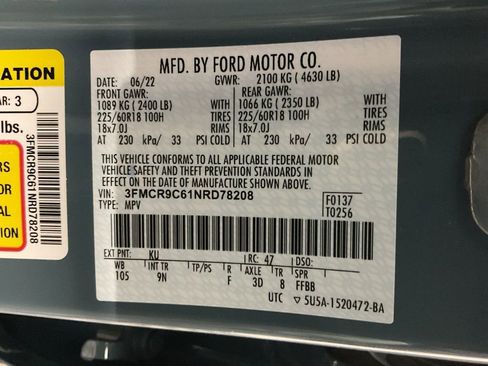 ATION
AR: 3
lbs.
RS
OR
AL
ION
3FMCR9C61NRD78208
MFD. BY FORD MOTOR CO.
DATE: 06/22 GVWR: 2100 KG ( 4630 LB)
FRONT GAWR: REAR GAWR:
1089 KG ( 2400 LB) 1066 KG ( 2350 LB)
225/60R18 100H TIRES 225/60R18 100H TIRES
18x7.0J RIMS 18x7.0J RIMS
AT 230 kPa/ 33 PSI COLD AT 230 kPa/ 33 PSI COLD
THIS VEHICLE CONFORMS TO ALL APPLICABLE FEDERAL MOTOR
VEHICLE SAFETY AND THEFT PREVENTION STANDARDS IN
EFFECT ON THE DATE OF MANUFACTURE SHOWN ABOVE.
VIN: 3FMCR9C61NRD78208 F0137
TYPE: MPV T0256
EXT PNT: KU RC: 47 DSO:
WB INT TR TP/PS R AXLE TR SPR
105 9N F 3D 8 FFBB
UTC ▽ 5U5A-1520472-BA